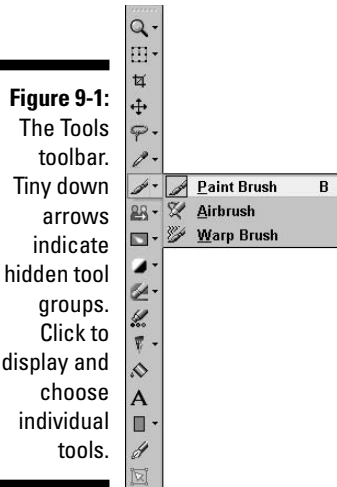 Figure 9-1:
The Tools
toolbar.
Tiny down
arrows
indicate
hidden tool
groups.
Click to
display and
choose
individual
tools.
Paint Brush B
Airbrush
Warp Brush
A